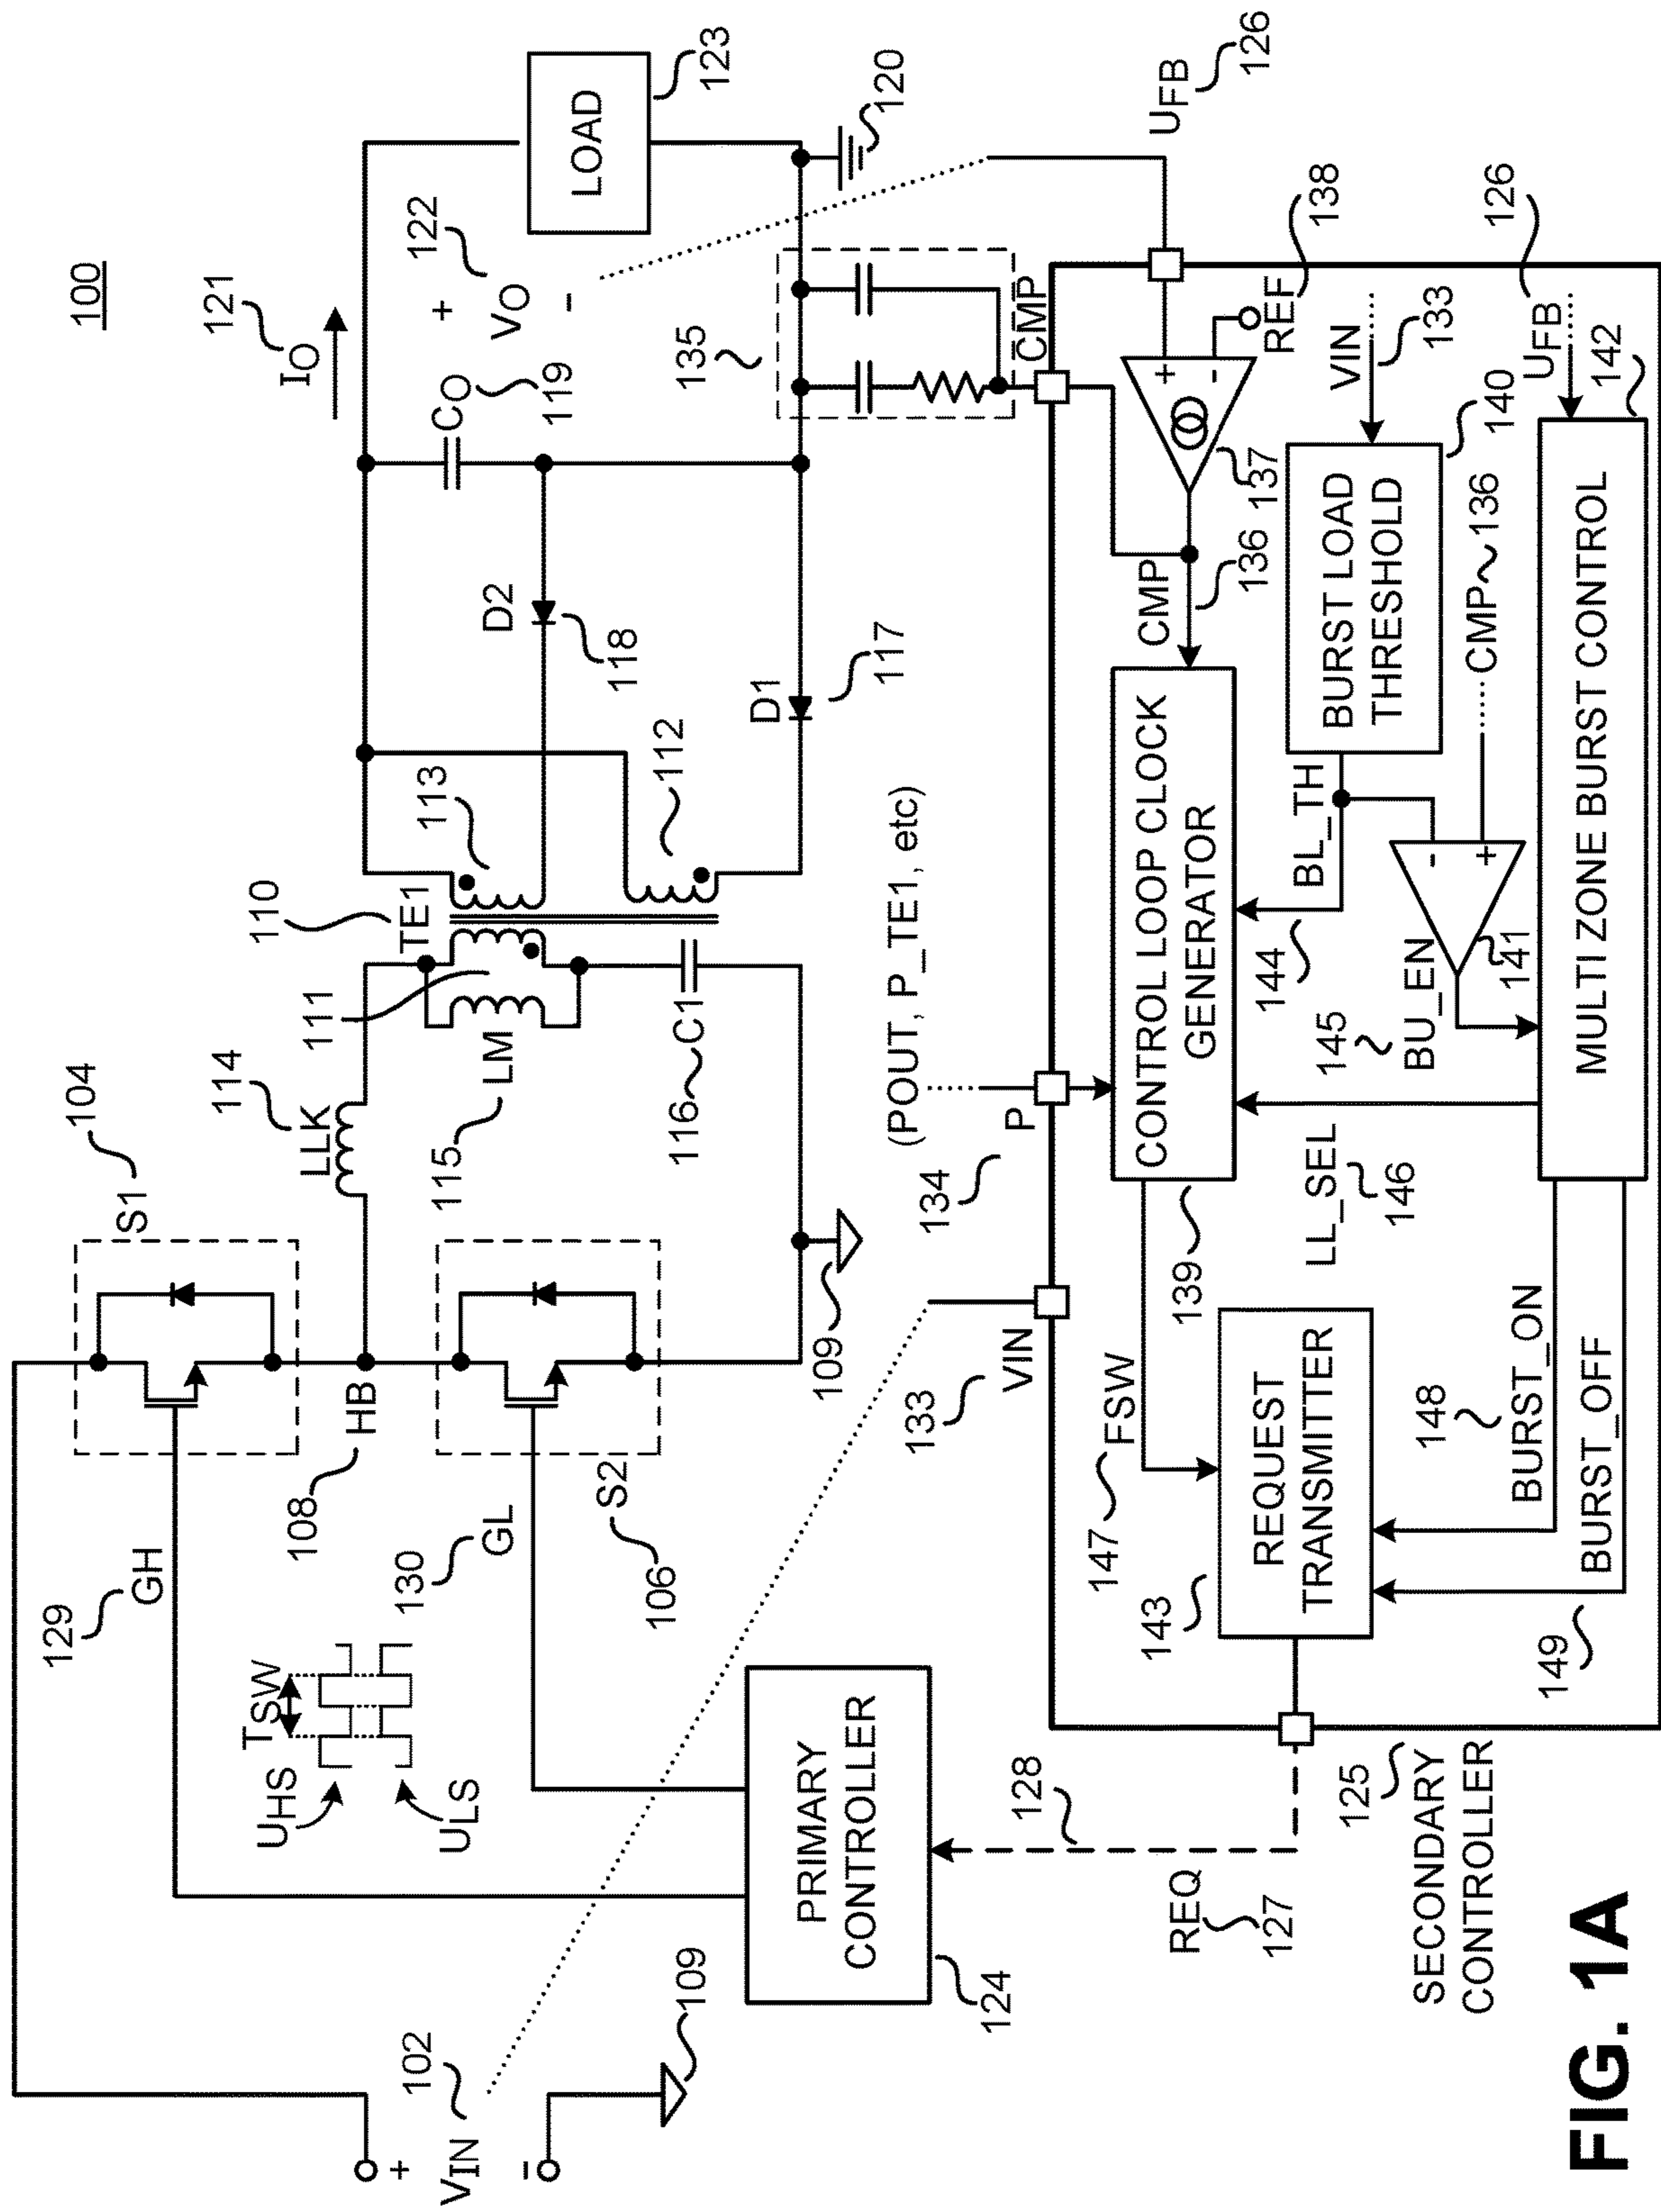 100
129
GH
S1
104
108
HB
LLK
114
110
TE1
113
112
111
LM
115
116
C1
130
GL
S2
106
109
TSW
UHS
ULS
+
VIN
-
102
109
D2
118
D1
117
CO
119
IO
121
+
VO
-
122
LOAD
123
120
135
CMP
UFB
126
PRIMARY
CONTROLLER
124
REQ
127
128
133
VIN
134
P
(POUT, P_TE1, etc)
SECONDARY
CONTROLLER
125
REQUEST
TRANSMITTER
143
147
FSW
CONTROL LOOP CLOCK
GENERATOR
139
CMP
136
137
+
-
REF
138
BURST LOAD
THRESHOLD
140
VIN
133
BL_TH
144
BU_EN
145
141
-
+
CMP
136
LL_SEL
146
MULTI ZONE BURST CONTROL
142
UFB
126
148
BURST_ON
BURST_OFF
149
FIG. 1A